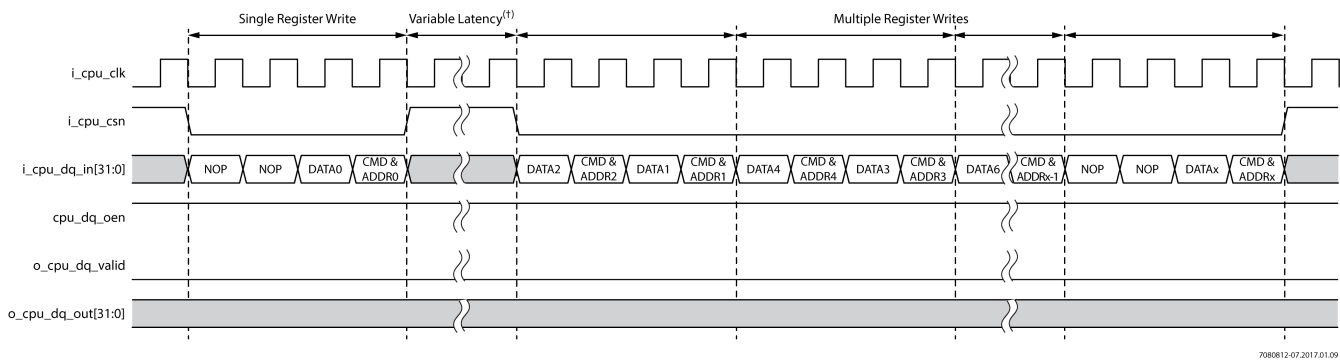 Single Register Write Variable Latency(†) Multiple Register Writes
i_cpu_clk
i_cpu_csn
i_cpu_dq_in[31:0] NOP NOP DATA0 CMD & ADDR0 DATA2 CMD & ADDR2 DATA1 CMD & ADDR1 DATA4 CMD & ADDR4 DATA3 CMD & ADDR3 DATA6 CMD & ADDRx-1 NOP NOP DATAx CMD & ADDRx
cpu_dq_oen
o_cpu_dq_valid
o_cpu_dq_out[31:0]
7080812-07.2017.01.09